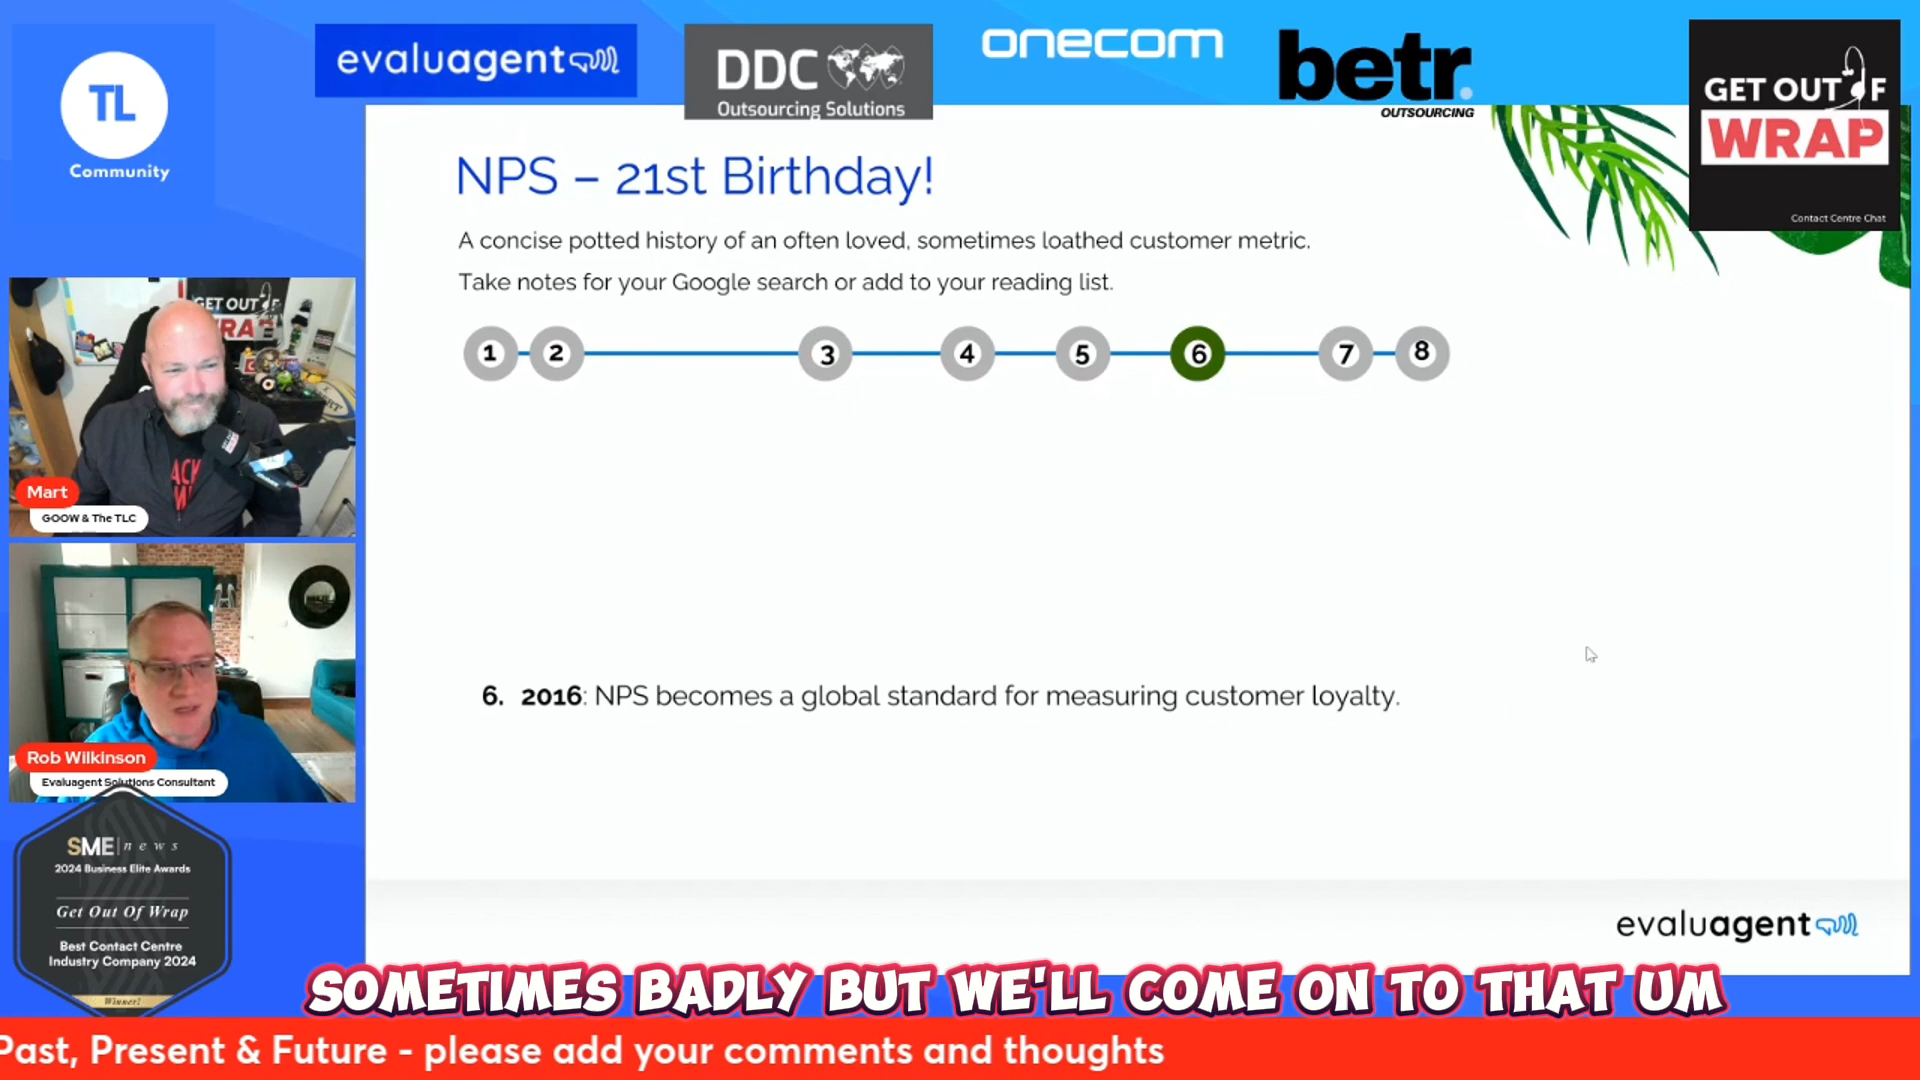 TL
Community
evaluagent
DDC
Outsourcing Solutions
onecom
betr.
OUTSOURCING
GET OUT OF
WRAP
Contact Centre Chat
NPS – 21st Birthday!
A concise potted history of an often loved, sometimes loathed customer metric.
Take notes for your Google search or add to your reading list.
1 2 3 4 5 6 7 8
GET OUT OF
Mart
GOOW & The TLC
6. 2016: NPS becomes a global standard for measuring customer loyalty.
Rob Wilkinson
Evaluagent Solutions Consultant
SME news
2024 Business Elite Awards
Get Out Of Wrap
Best Contact Centre
Industry Company 2024
Winner!
evaluagent
SOMETIMES BADLY BUT WE'LL COME ON TO THAT UM
Past, Present & Future - please add your comments and thoughts